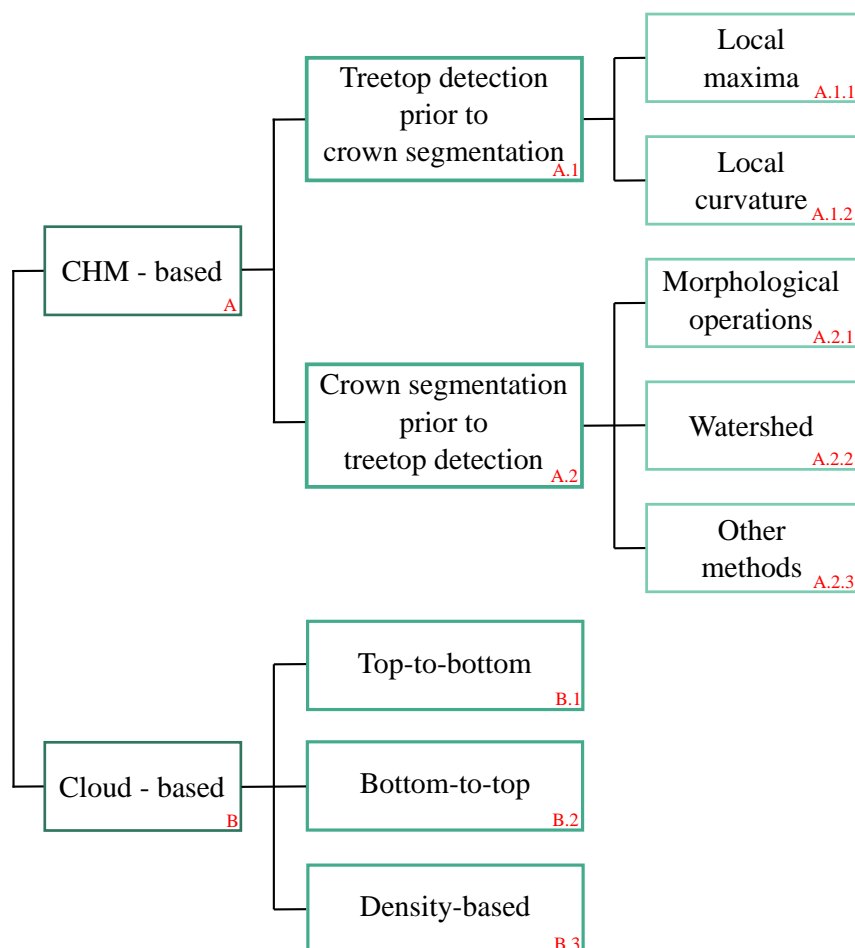 Treetop detection
prior to
crown segmentation
A.1
Local
maxima
A.1.1
Local
curvature
A.1.2
CHM - based
A
Crown segmentation
prior to
treetop detection
A.2
Morphological
operations
A.2.1
Watershed
A.2.2
Other
methods
A.2.3
Cloud - based
B
Top-to-bottom
B.1
Bottom-to-top
B.2
Density-based
B.3